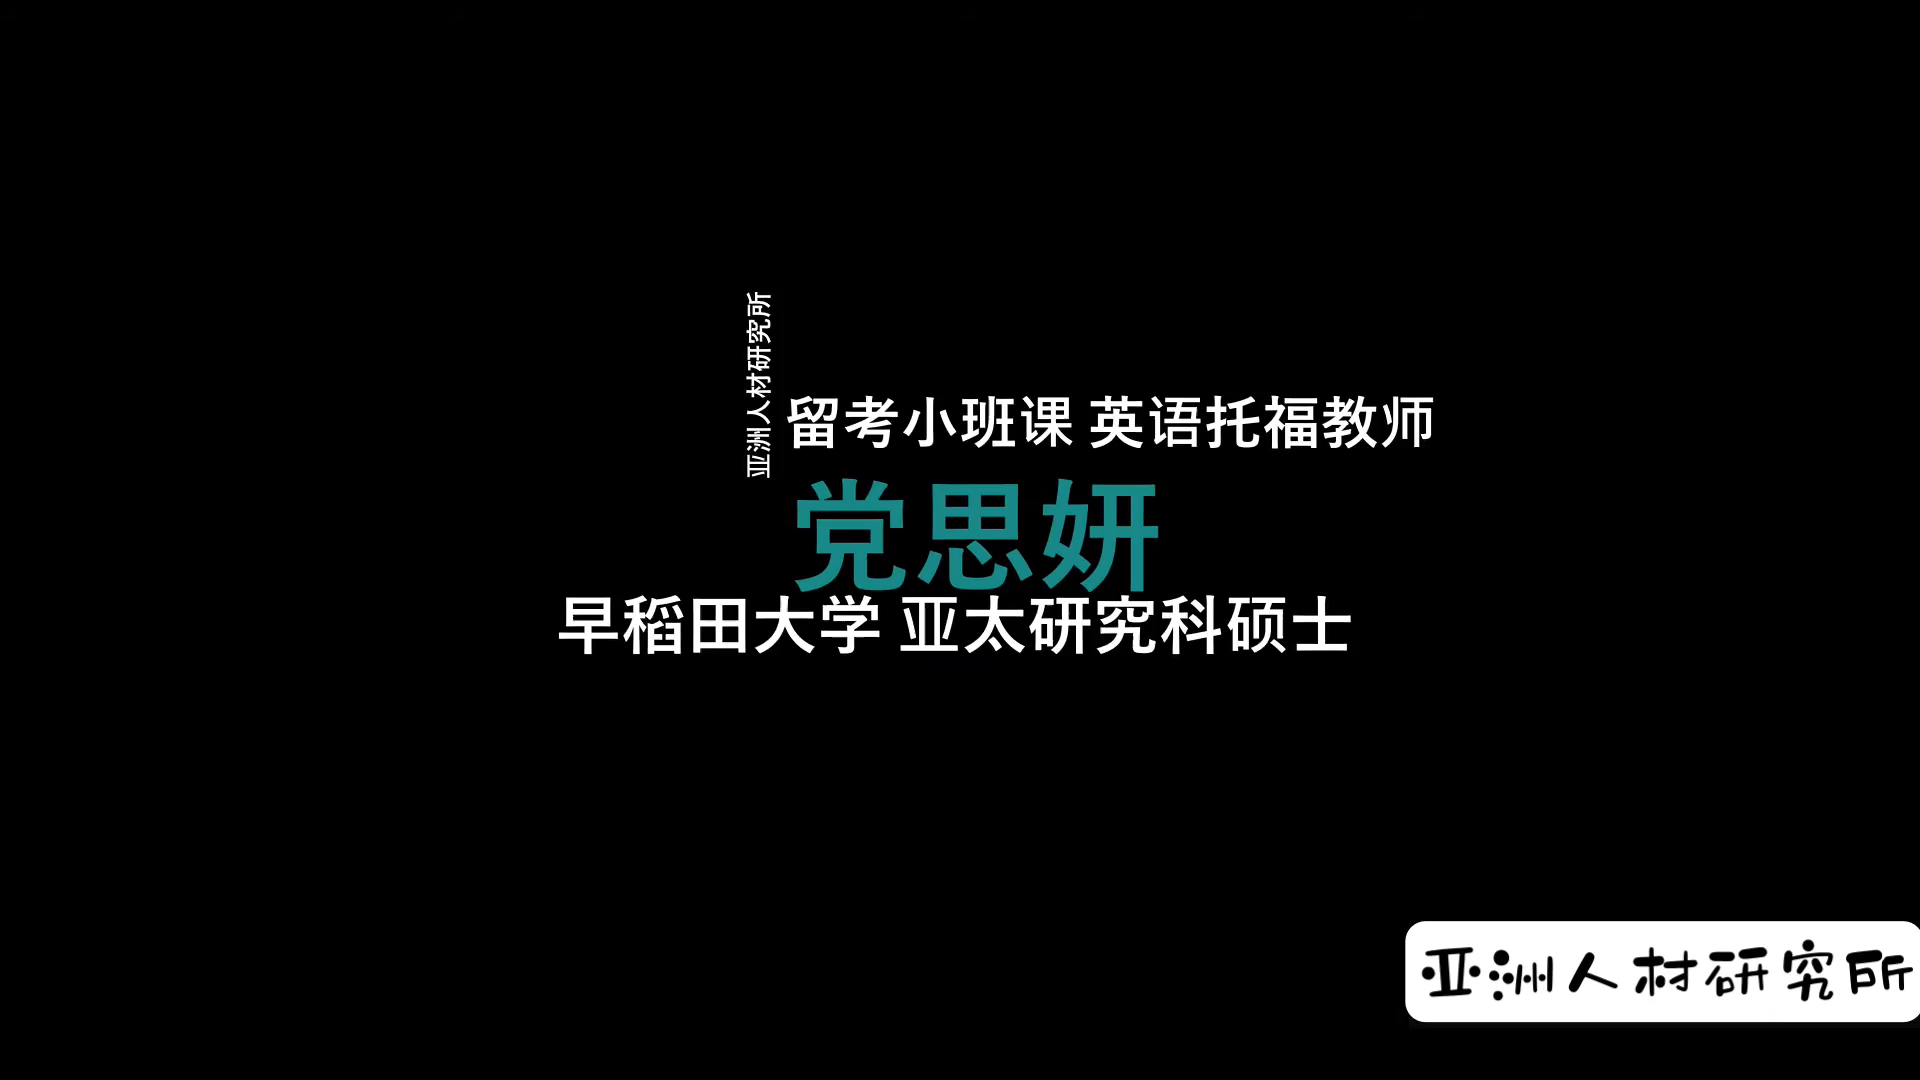 亚洲人材研究所
留考小班课 英语托福教师
党思妍
早稻田大学 亚太研究科硕士
亚洲人材研究所